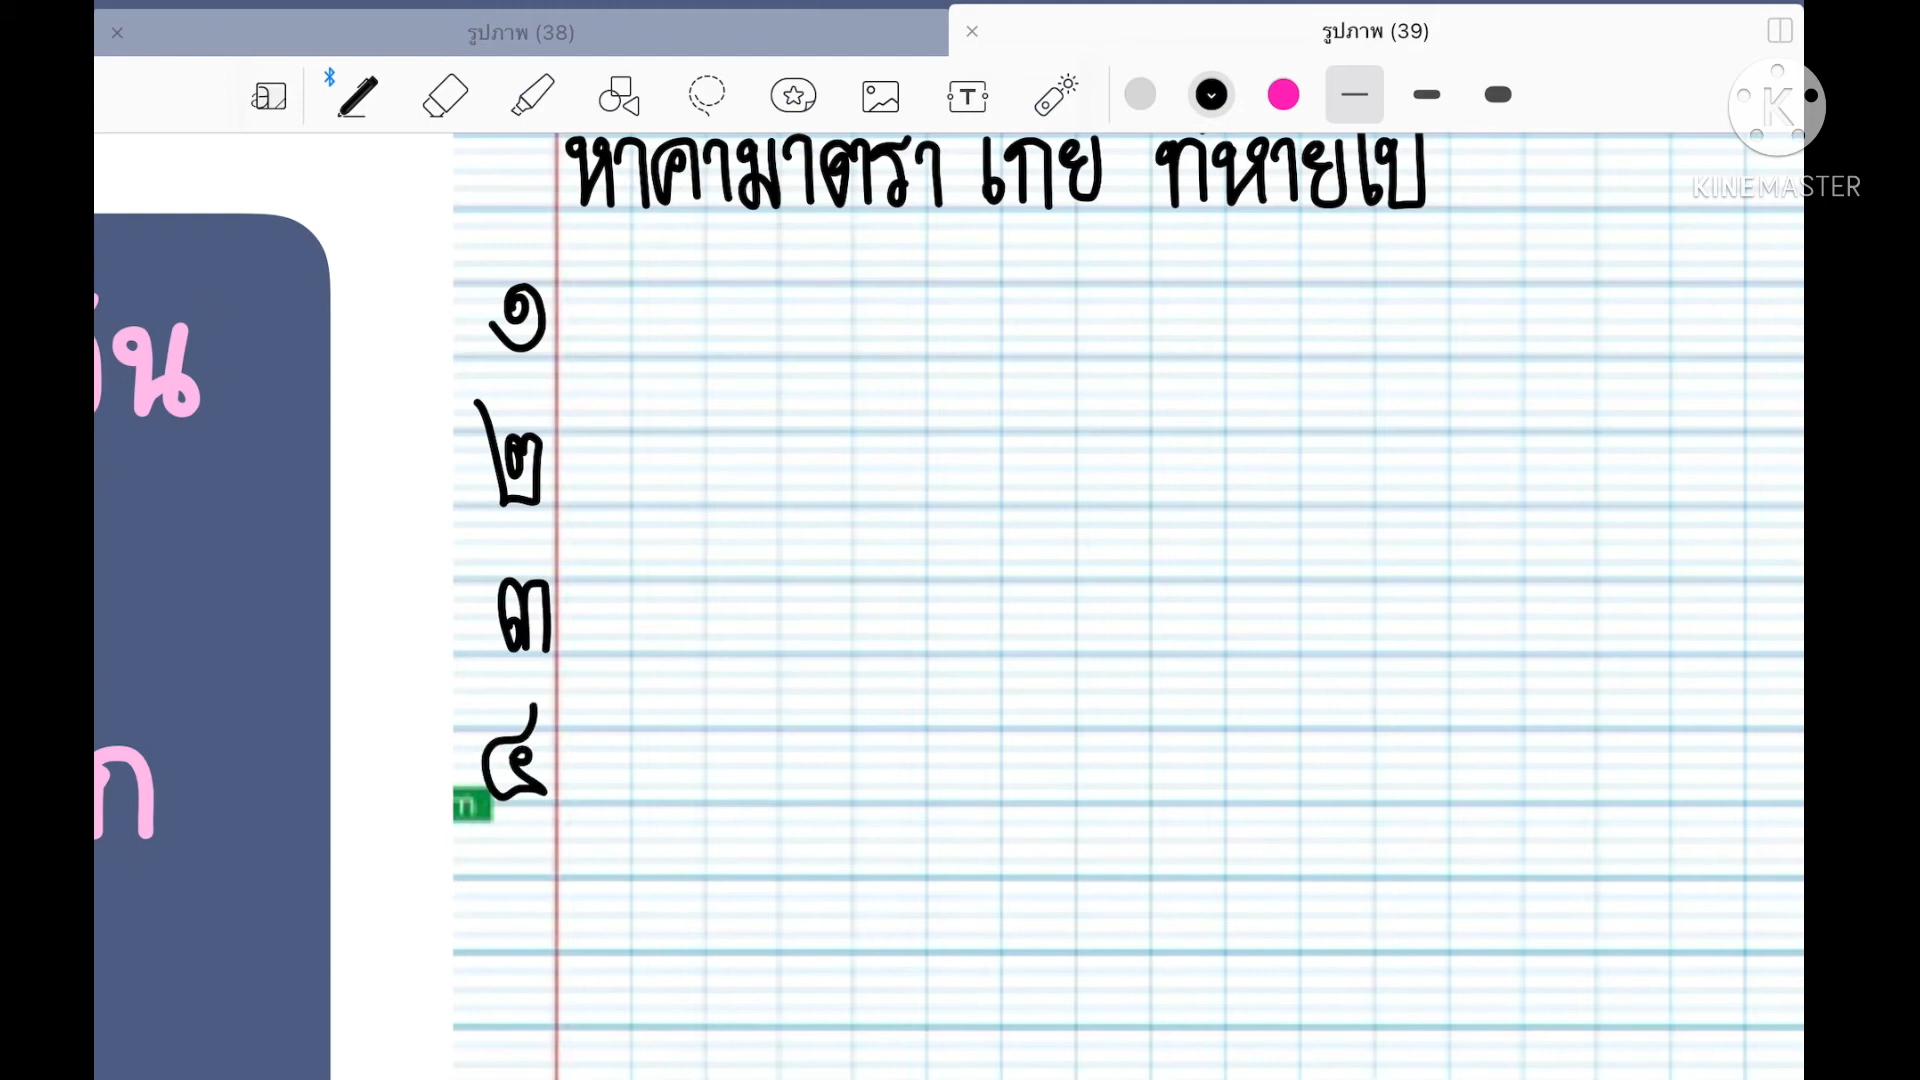 รูปภาพ (38)
รูปภาพ (39)
KINEMASTER
หาคำมาตรา เกย ที่หายไป
๑
๒
๓
๔
ก